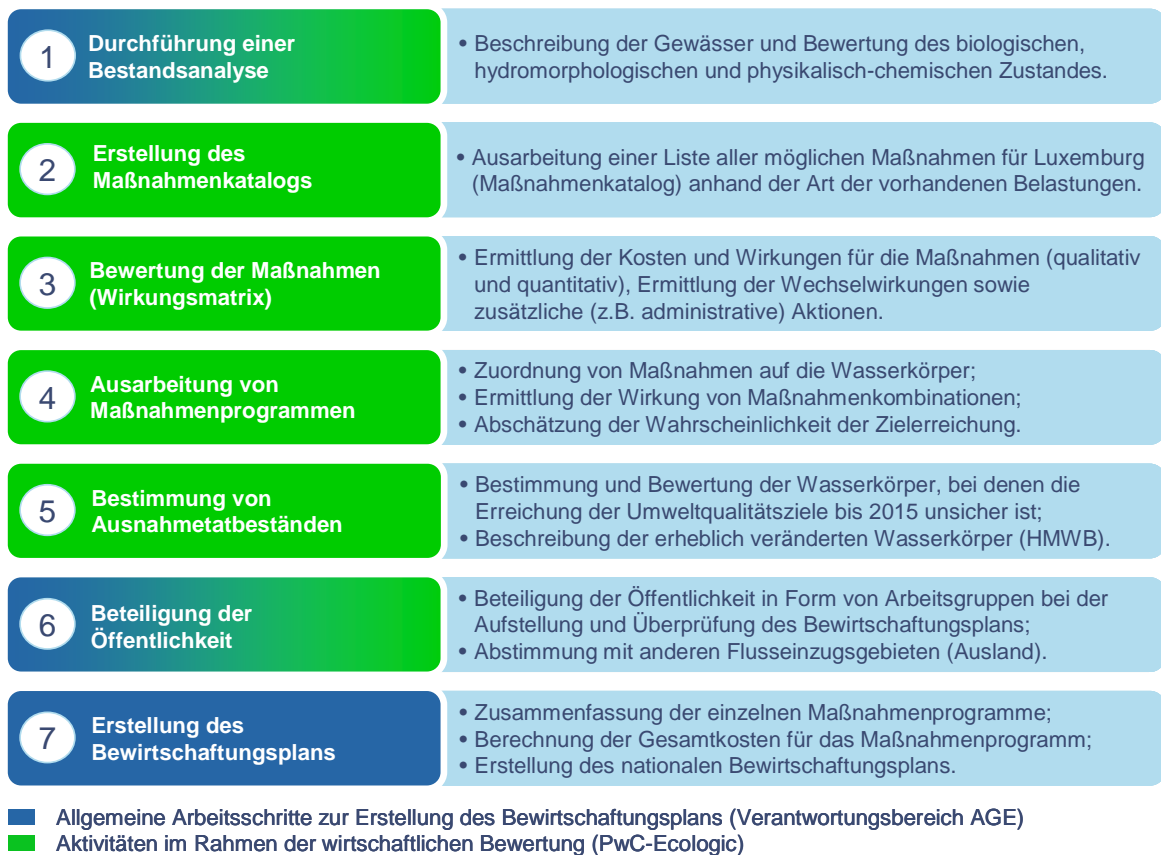 1
Durchführung einer
Bestandsanalyse
• Beschreibung der Gewässer und Bewertung des biologischen,
hydromorphologischen und physikalisch-chemischen Zustandes.
2
Erstellung des
Maßnahmenkatalogs
• Ausarbeitung einer Liste aller möglichen Maßnahmen für Luxemburg
(Maßnahmenkatalog) anhand der Art der vorhandenen Belastungen.
3
Bewertung der Maßnahmen
(Wirkungsmatrix)
• Ermittlung der Kosten und Wirkungen für die Maßnahmen (qualitativ
und quantitativ), Ermittlung der Wechselwirkungen sowie
zusätzliche (z.B. administrative) Aktionen.
4
Ausarbeitung von
Maßnahmenprogrammen
• Zuordnung von Maßnahmen auf die Wasserkörper;
• Ermittlung der Wirkung von Maßnahmenkombinationen;
• Abschätzung der Wahrscheinlichkeit der Zielerreichung.
5
Bestimmung von
Ausnahmetatbeständen
• Bestimmung und Bewertung der Wasserkörper, bei denen die
Erreichung der Umweltqualitätsziele bis 2015 unsicher ist;
• Beschreibung der erheblich veränderten Wasserkörper (HMWB).
6
Beteiligung der
Öffentlichkeit
• Beteiligung der Öffentlichkeit in Form von Arbeitsgruppen bei der
Aufstellung und Überprüfung des Bewirtschaftungsplans;
• Abstimmung mit anderen Flusseinzugsgebieten (Ausland).
7
Erstellung des
Bewirtschaftungsplans
• Zusammenfassung der einzelnen Maßnahmenprogramme;
• Berechnung der Gesamtkosten für das Maßnahmenprogramm;
• Erstellung des nationalen Bewirtschaftungsplans.
Allgemeine Arbeitsschritte zur Erstellung des Bewirtschaftungsplans (Verantwortungsbereich AGE)
Aktivitäten im Rahmen der wirtschaftlichen Bewertung (PwC-Ecologic)